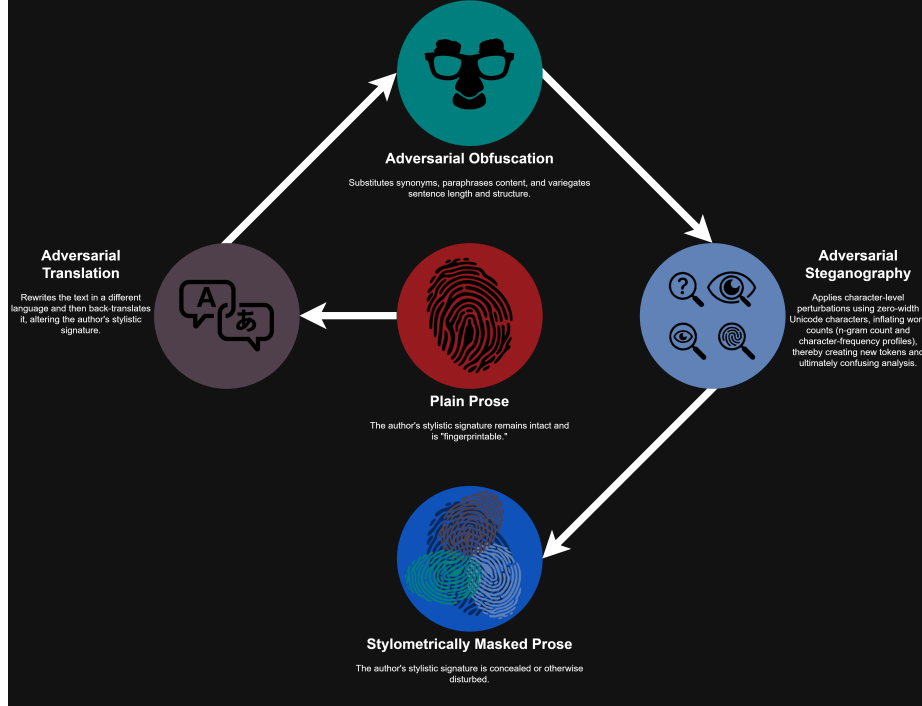 Adversarial Obfuscation
Substitutes synonyms, paraphrases content, and variegates
sentence length and structure.
Adversarial
Translation
Rewrites the text in a different
language and then back-translates
it, altering the author's stylistic
signature.
A
あ
Plain Prose
The author's stylistic signature remains intact and
is "fingerprintable."
?
Adversarial
Steganography
Applies character-level
perturbations using zero-width
Unicode characters, inflating
counts (n-gram count and
character-frequency profiles),
thereby creating new tokens and
ultimately confusing analysis.
Stylometrically Masked Prose
The author's stylistic signature is concealed or otherwise
disturbed.